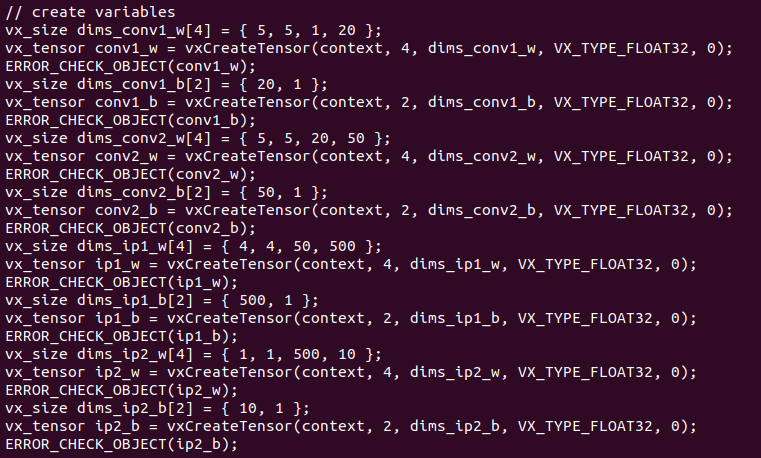 // create variables
vx_size dims_conv1_w[4] = { 5, 5, 1, 20 };
vx_tensor conv1_w = vxCreateTensor(context, 4, dims_conv1_w, VX_TYPE_FLOAT32, 0);
ERROR_CHECK_OBJECT(conv1_w);
vx_size dims_conv1_b[2] = { 20, 1 };
vx_tensor conv1_b = vxCreateTensor(context, 2, dims_conv1_b, VX_TYPE_FLOAT32, 0);
ERROR_CHECK_OBJECT(conv1_b);
vx_size dims_conv2_w[4] = { 5, 5, 20, 50 };
vx_tensor conv2_w = vxCreateTensor(context, 4, dims_conv2_w, VX_TYPE_FLOAT32, 0);
ERROR_CHECK_OBJECT(conv2_w);
vx_size dims_conv2_b[2] = { 50, 1 };
vx_tensor conv2_b = vxCreateTensor(context, 2, dims_conv2_b, VX_TYPE_FLOAT32, 0);
ERROR_CHECK_OBJECT(conv2_b);
vx_size dims_ip1_w[4] = { 4, 4, 50, 500 };
vx_tensor ip1_w = vxCreateTensor(context, 4, dims_ip1_w, VX_TYPE_FLOAT32, 0);
ERROR_CHECK_OBJECT(ip1_w);
vx_size dims_ip1_b[2] = { 500, 1 };
vx_tensor ip1_b = vxCreateTensor(context, 2, dims_ip1_b, VX_TYPE_FLOAT32, 0);
ERROR_CHECK_OBJECT(ip1_b);
vx_size dims_ip2_w[4] = { 1, 1, 500, 10 };
vx_tensor ip2_w = vxCreateTensor(context, 4, dims_ip2_w, VX_TYPE_FLOAT32, 0);
ERROR_CHECK_OBJECT(ip2_w);
vx_size dims_ip2_b[2] = { 10, 1 };
vx_tensor ip2_b = vxCreateTensor(context, 2, dims_ip2_b, VX_TYPE_FLOAT32, 0);
ERROR_CHECK_OBJECT(ip2_b);